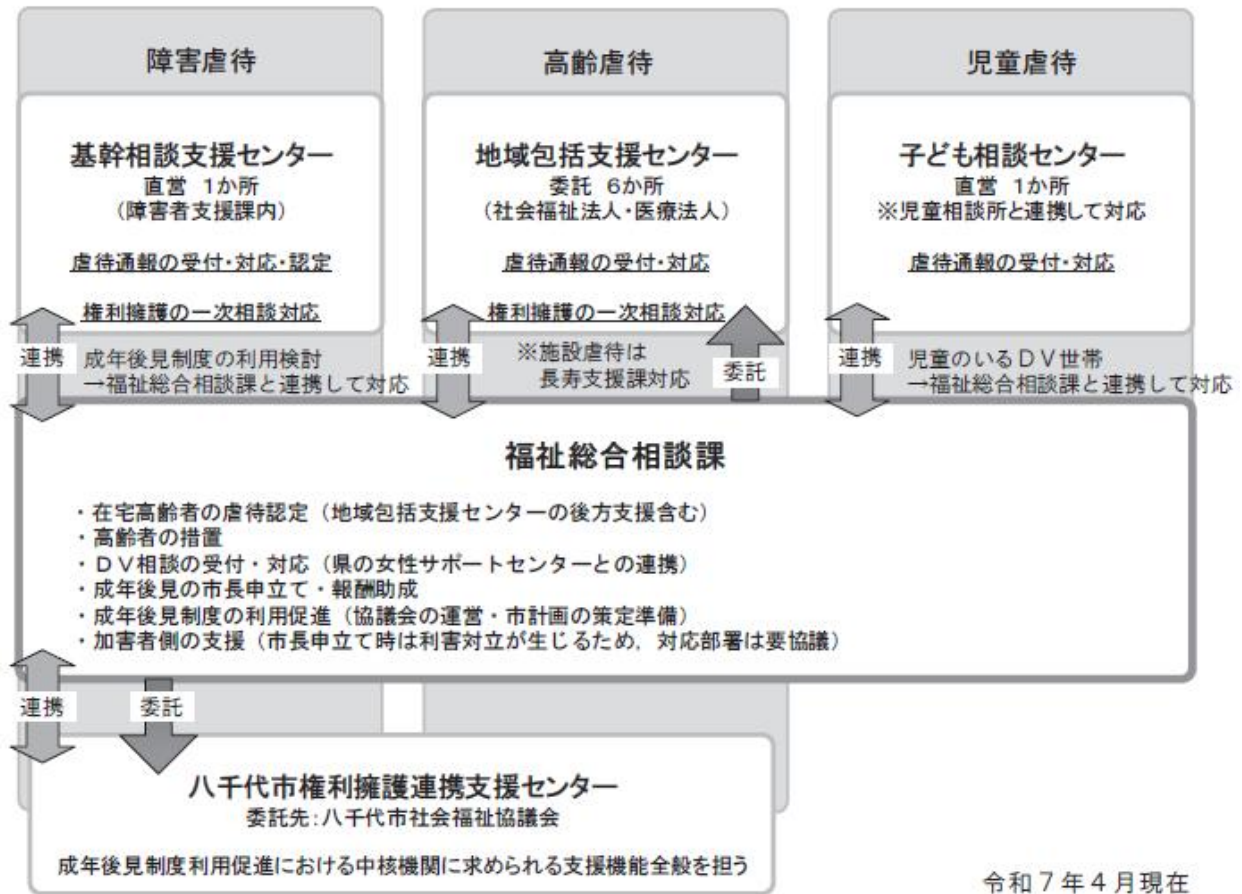 障害虐待
基幹相談支援センター
直営 1か所
(障害者支援課内)
虐待通報の受付・対応・認定
権利擁護の一次相談対応
連携
成年後見制度の利用検討
→福祉総合相談課と連携して対応
高齢虐待
地域包括支援センター
委託 6か所
(社会福祉法人・医療法人)
虐待通報の受付・対応
権利擁護の一次相談対応
連携
※施設虐待は
長寿支援課対応
委託
児童虐待
子ども相談センター
直営 1か所
※児童相談所と連携して対応
虐待通報の受付・対応
連携
児童のいるDV世帯
→福祉総合相談課と連携して対応
福祉総合相談課
・在宅高齢者の虐待認定（地域包括支援センターの後方支援含む）
・高齢者の措置
・ＤＶ相談の受付・対応（県の女性サポートセンターとの連携）
・成年後見の市長申立て・報酬助成
・成年後見制度の利用促進（協議会の運営・市計画の策定準備）
・加害者側の支援（市長申立て時は利害対立が生じるため，対応部署は要協議）
連携
委託
八千代市権利擁護連携支援センター
委託先：八千代市社会福祉協議会
成年後見制度利用促進における中核機関に求められる支援機能全般を担う
令和７年４月現在